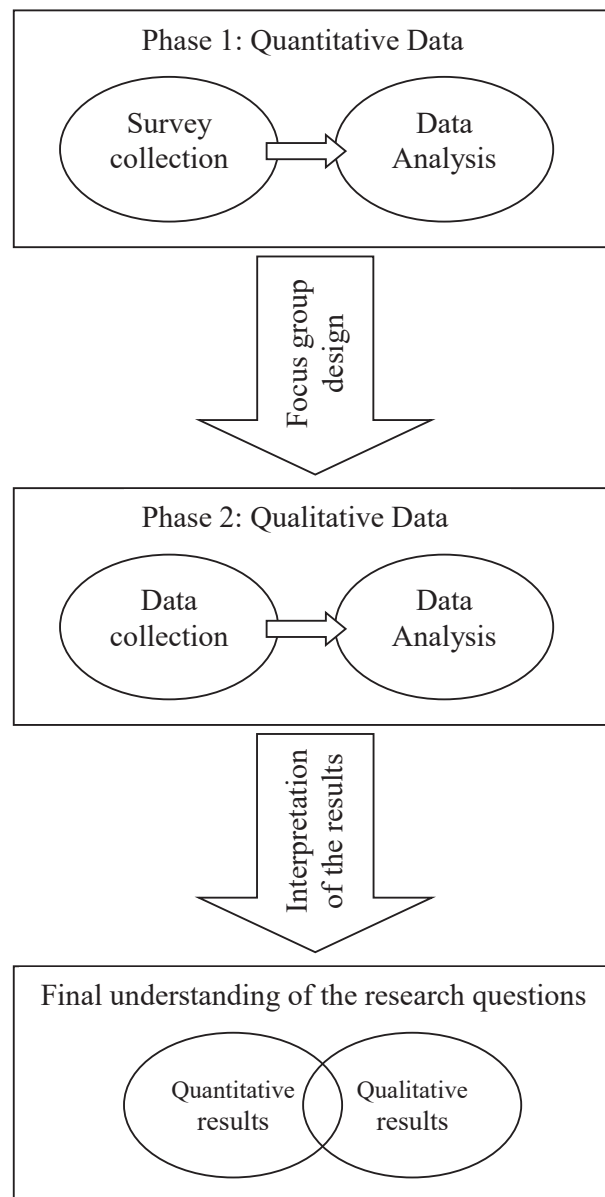 Phase 1: Quantitative Data
Survey
collection
Data
Analysis
Focus group
design
Phase 2: Qualitative Data
Data
collection
Data
Analysis
Interpretation
of the results
Final understanding of the research questions
Quantitative
results
Qualitative
results